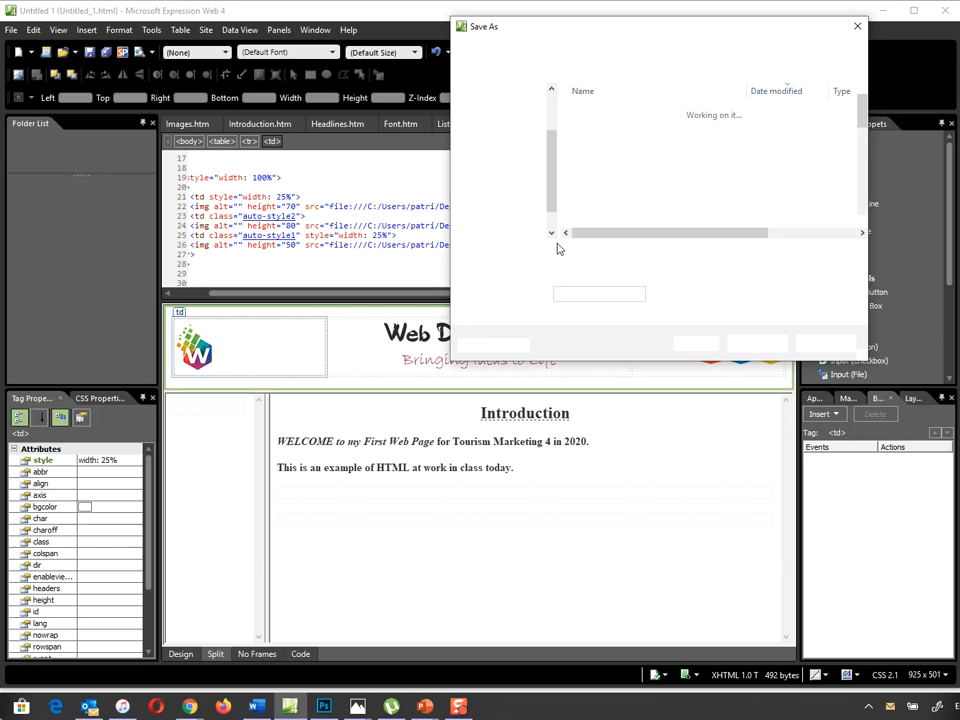 Untitled 1 (Untitled_1.html) - Microsoft Expression Web 4
File Edit View Insert Format Tools Table Site Data View Panels Window Help
(None) (Default Font) (Default Size)
Left Top Right Bottom Width Height Z-Index
Save As
Name Date modified Type
Working on it...
Folder List
Images.htm Introduction.htm Headlines.htm Font.htm
<body> <table> <tr> <td>
17
18
19 tyle="width: 100%">
20
21 <td style="width: 25%">
22 <img alt="" height="70" src="file:///C:/Users/patri/De
23 <td class="auto-style2">
24 <img alt="" height="80" src="file:///C:/Users/patri/De
25 <td class="auto-style1" style="width: 25%">
26 <img alt="" height="50" src="file:///C:/Users/patri/De
27
28
29
30
td
W
Web D
Bringing Ideas to Life
Introduction
WELCOME to my First Web Page for Tourism Marketing 4 in 2020.
This is an example of HTML at work in class today.
Input (File)
Tag Prope... CSS Properti...
<td>
Attributes
style width: 25%
abbr
align
axis
bgcolor
char
charoff
class
colspan
dir
enablevie...
headers
height
id
lang
nowrap
rowspan
Ap... Ma... B... Lay...
Insert Delete
Tag: <td>
Events Actions
Design Split No Frames Code
XHTML 1.0 T 492 bytes CSS 2.1 925 x 501